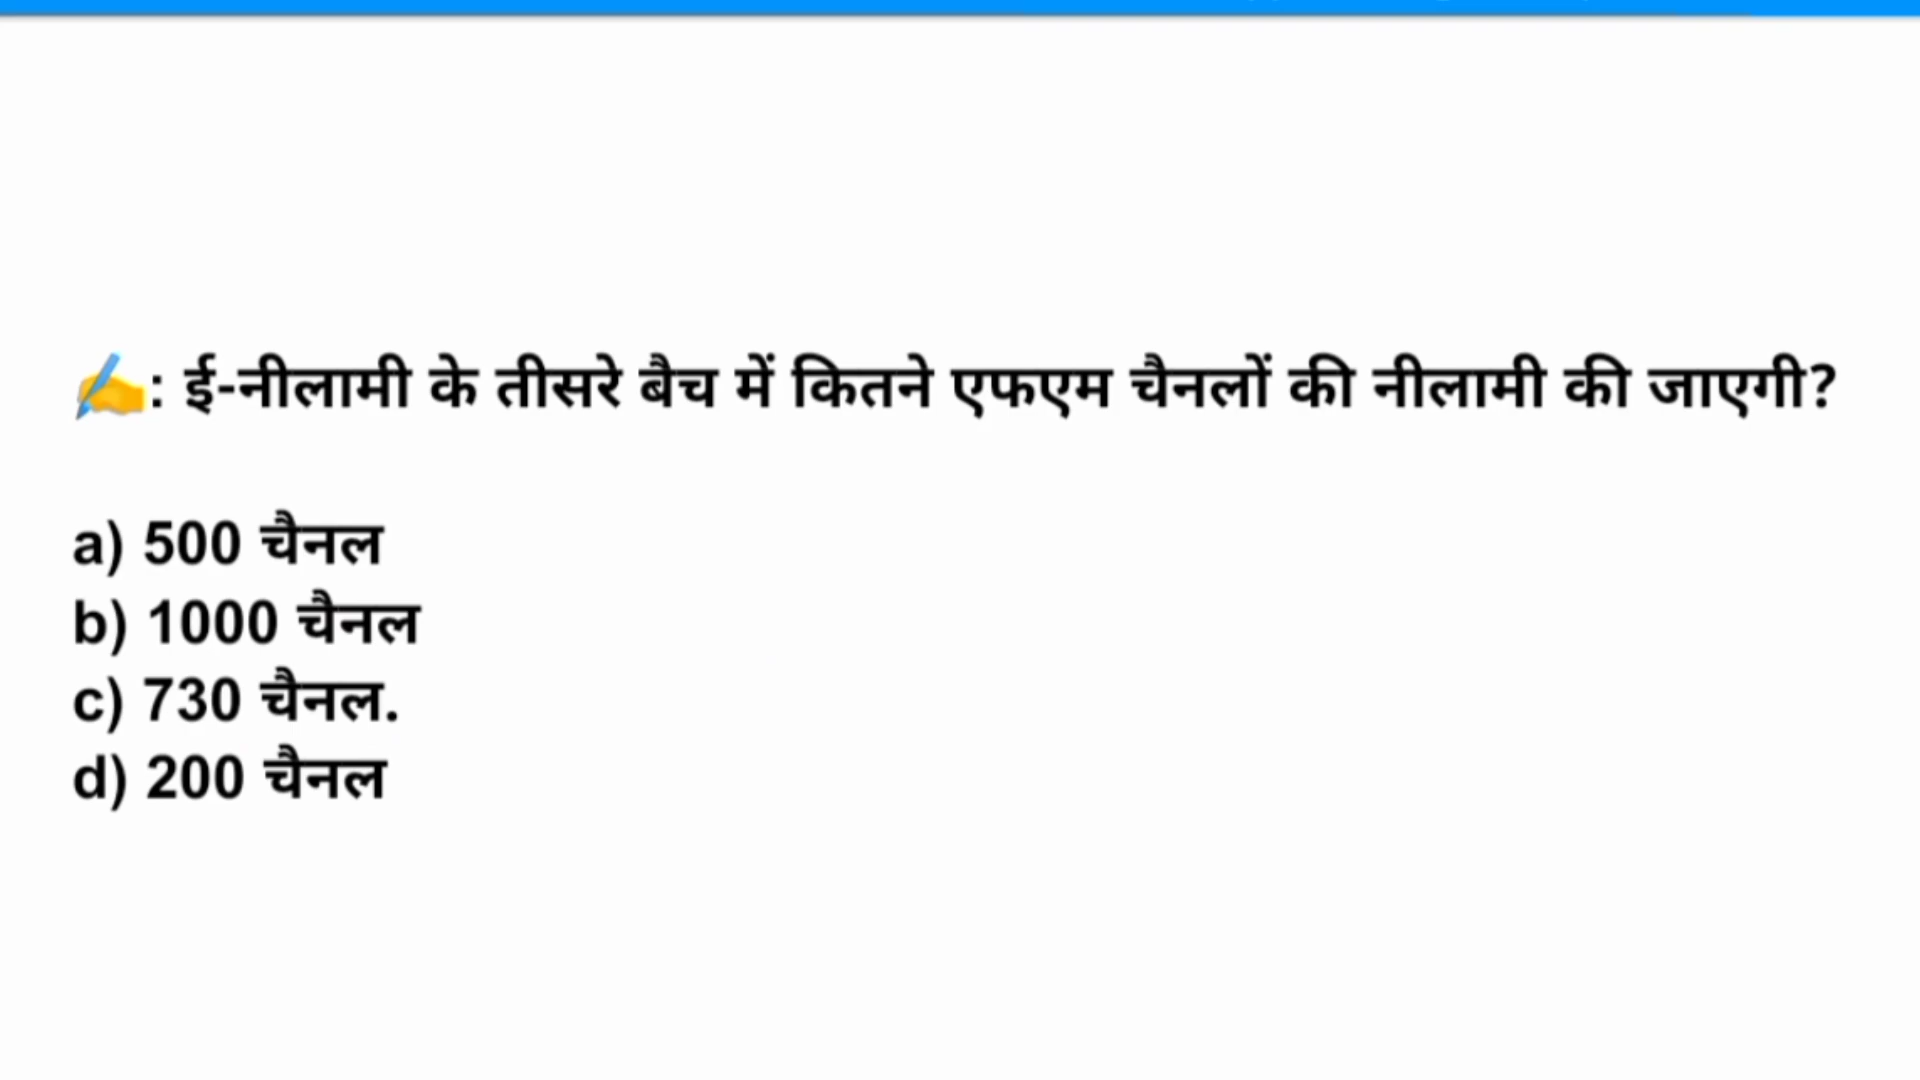 ✍️: ई-नीलामी के तीसरे बैच में कितने एफएम चैनलों की नीलामी की जाएगी?
a) 500 चैनल
b) 1000 चैनल
c) 730 चैनल.
d) 200 चैनल